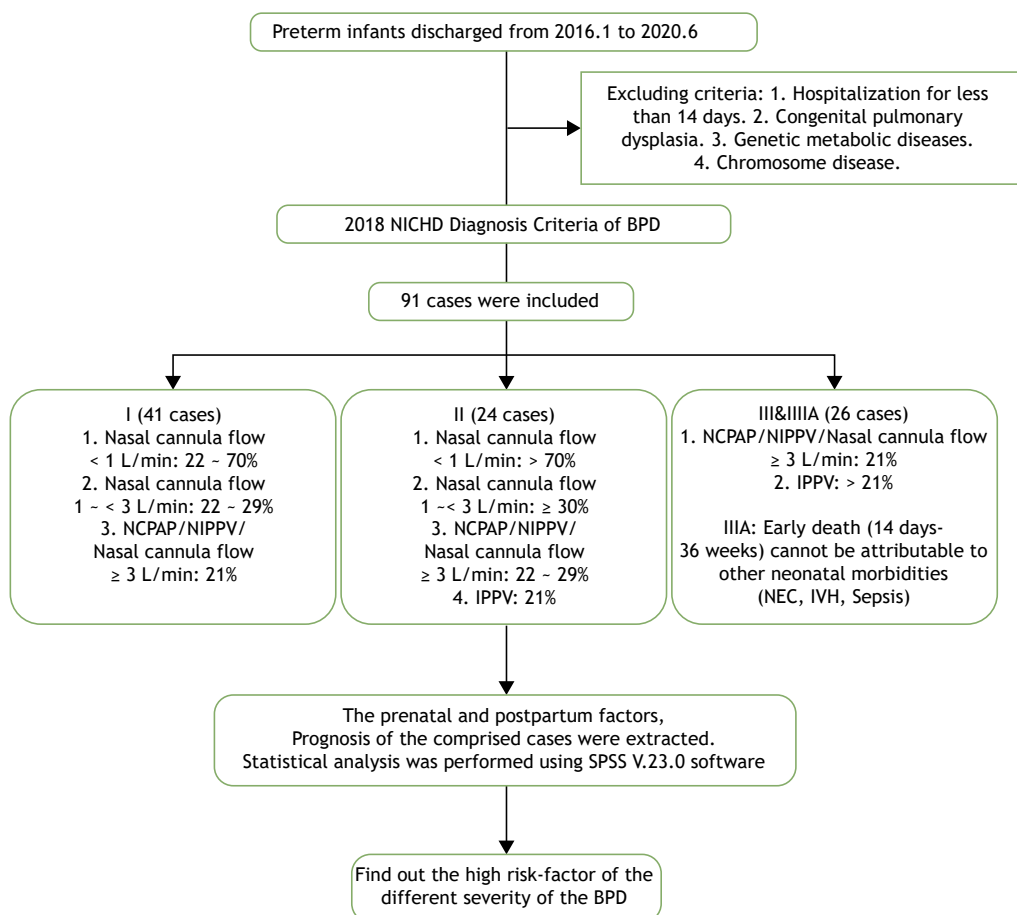 Preterm infants discharged from 2016.1 to 2020.6
Excluding criteria: 1. Hospitalization for less
than 14 days. 2. Congenital pulmonary
dysplasia. 3. Genetic metabolic diseases.
4. Chromosome disease.
2018 NICHD Diagnosis Criteria of BPD
91 cases were included
I (41 cases)
1. Nasal cannula flow
< 1 L/min: 22 ~ 70%
2. Nasal cannula flow
1 ~ < 3 L/min: 22 ~ 29%
3. NCPAP/NIPPV/
Nasal cannula flow
≥ 3 L/min: 21%
II (24 cases)
1. Nasal cannula flow
< 1 L/min: > 70%
2. Nasal cannula flow
1 ~< 3 L/min: ≥ 30%
3. NCPAP/NIPPV/
Nasal cannula flow
≥ 3 L/min: 22 ~ 29%
4. IPPV: 21%
III&IIIIA (26 cases)
1. NCPAP/NIPPV/Nasal cannula flow
≥ 3 L/min: 21%
2. IPPV: > 21%
IIIA: Early death (14 days-
36 weeks) cannot be attributable to
other neonatal morbidities
(NEC, IVH, Sepsis)
The prenatal and postpartum factors,
Prognosis of the comprised cases were extracted.
Statistical analysis was performed using SPSS V.23.0 software
Find out the high risk-factor of the
different severity of the BPD